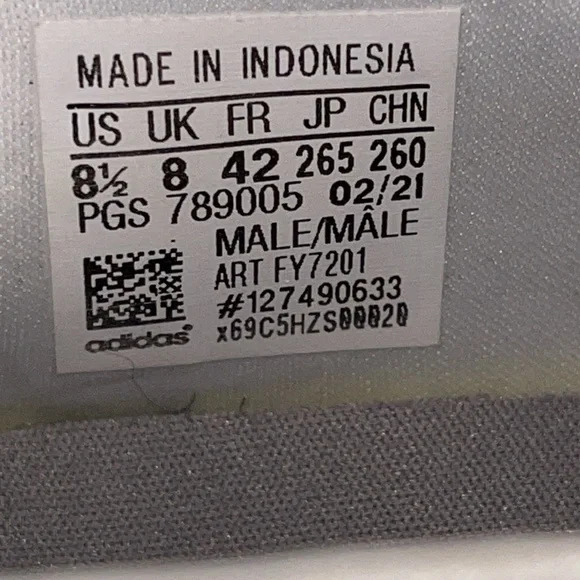 MADE IN INDONESIA
US UK FR JP CHN
8½ 8 42 265 260
PGS 789005 02/21
MALE/MÂLE
ART FY7201
#127490633
x69C5HZS00020
adidas